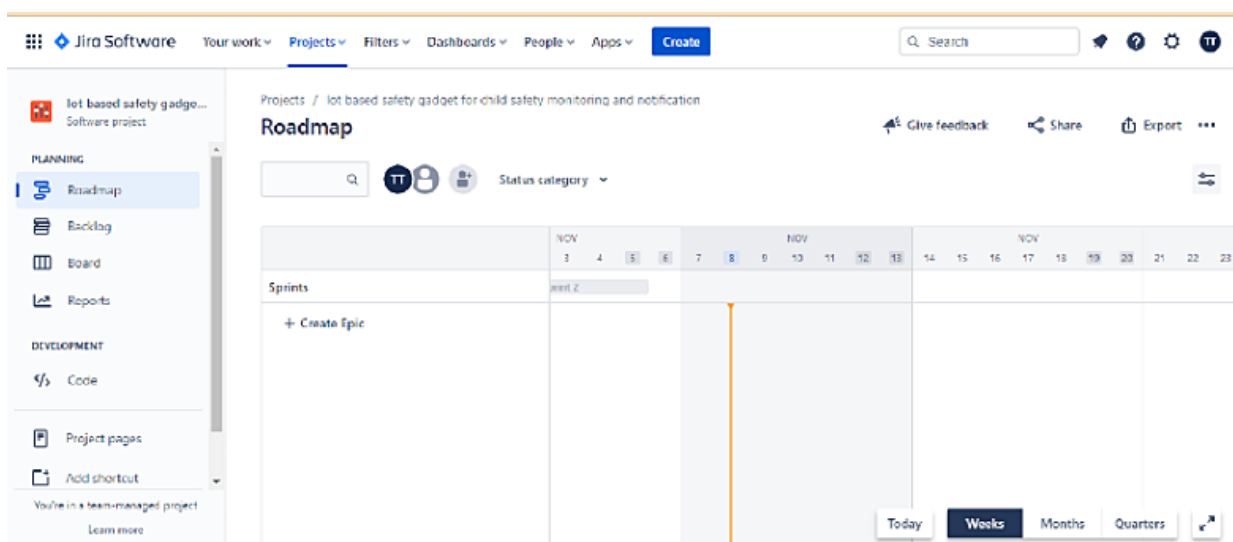 Jira Software Your work Projects Filters Dashboards People Apps Create Search TT
Iot based safety gadge...
Software project
PLANNING
Roadmap
Backlog
Board
Reports
DEVELOPMENT
Code
Project pages
Add shortcut
You're in a team-managed project
Learn more
Projects / Iot based safety gadget for child safety monitoring and notification
Roadmap
Give feedback Share Export
TT Status category
NOV NOV NOV
3 4 5 6 7 8 9 10 11 12 13 14 15 16 17 18 19 20 21 22 23
Sprints
+ Create Epic
Today Weeks Months Quarters